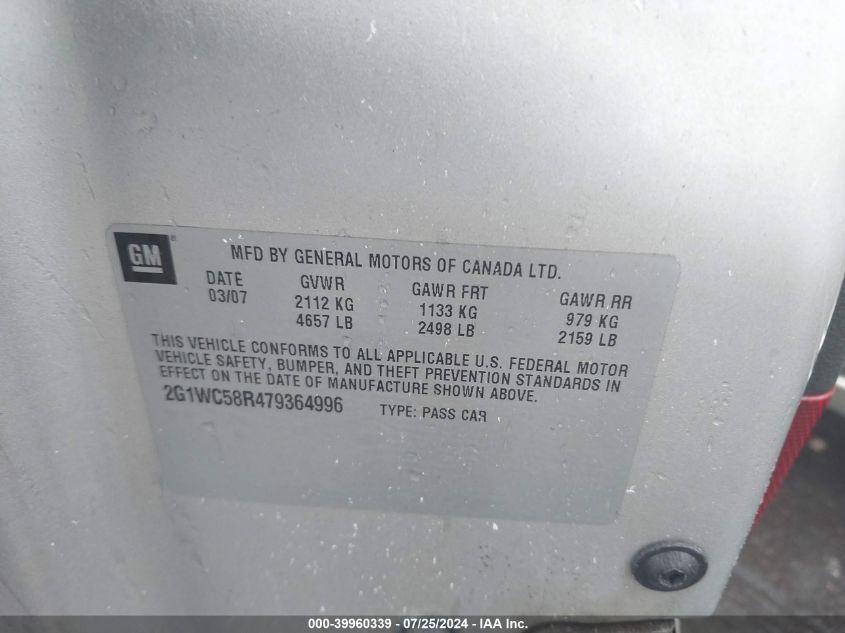 GM
MFD BY GENERAL MOTORS OF CANADA LTD.
DATE GVWR GAWR FRT GAWR RR
03/07 2112 KG 1133 KG 979 KG
4657 LB 2498 LB 2159 LB
THIS VEHICLE CONFORMS TO ALL APPLICABLE U.S. FEDERAL MOTOR
VEHICLE SAFETY, BUMPER, AND THEFT PREVENTION STANDARDS IN
EFFECT ON THE DATE OF MANUFACTURE SHOWN ABOVE.
2G1WC58R479364996 TYPE: PASS CAR
000-39960339 - 07/25/2024 - IAA Inc.